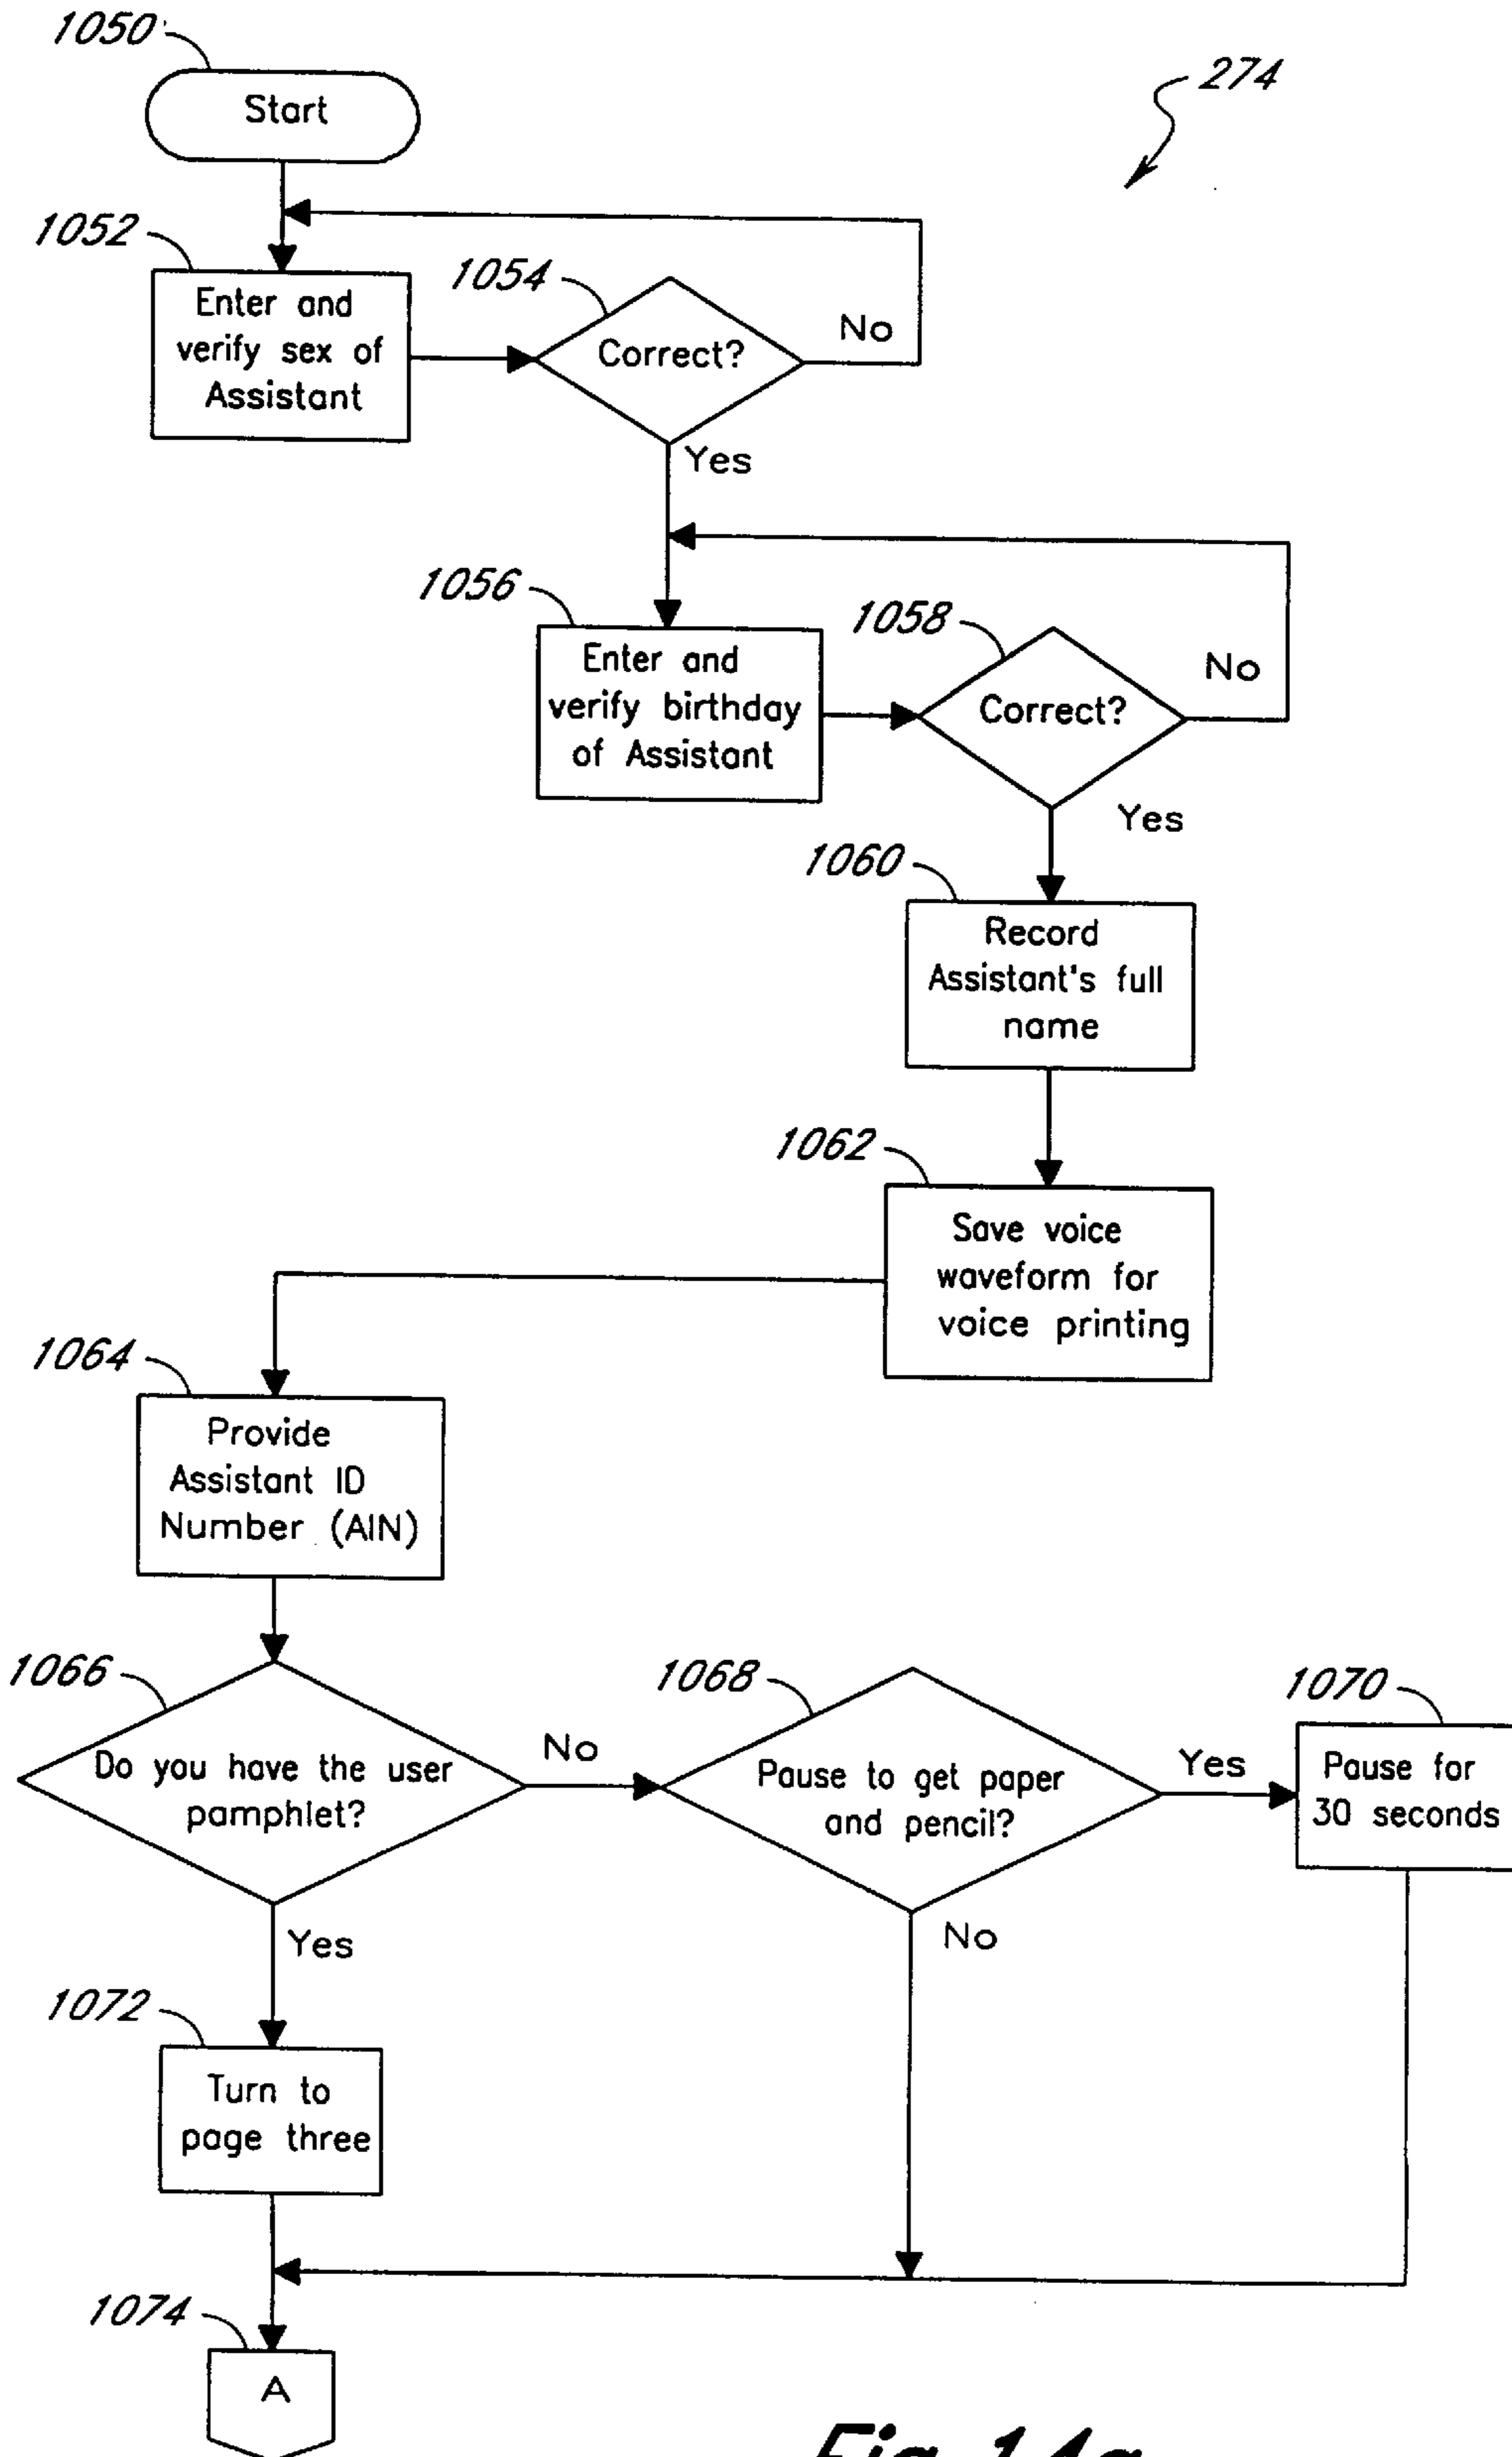 1050
Start
274
1052
Enter and
verify sex of
Assistant
1054
Correct?
No
Yes
1056
Enter and
verify birthday
of Assistant
1058
Correct?
No
Yes
1060
Record
Assistant's full
name
1062
Save voice
waveform for
voice printing
1064
Provide
Assistant ID
Number (AIN)
1066
Do you have the user
pamphlet?
No
Yes
1068
Pause to get paper
and pencil?
Yes
No
1070
Pause for
30 seconds
1072
Turn to
page three
1074
A
Fig. 14a